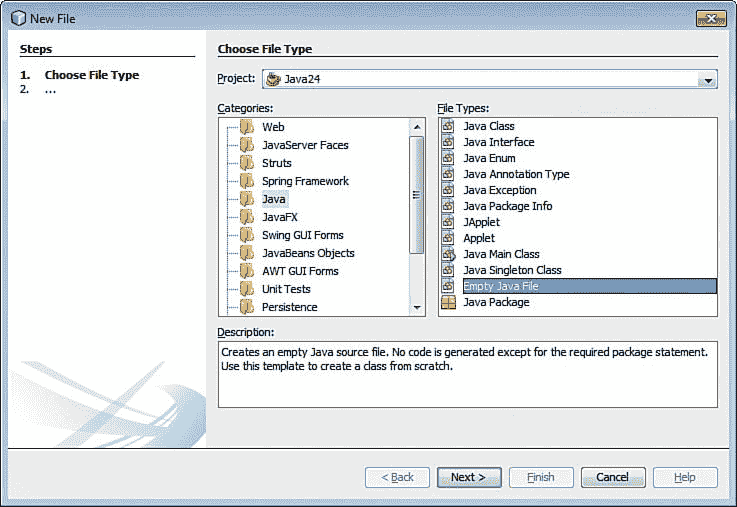 New File
Steps
1. Choose File Type
2. ...
Choose File Type
Project: Java24
Categories:
Web
JavaServer Faces
Struts
Spring Framework
Java
JavaFX
Swing GUI Forms
JavaBeans Objects
AWT GUI Forms
Unit Tests
Persistence
File Types:
Java Class
Java Interface
Java Enum
Java Annotation Type
Java Exception
Java Package Info
JApplet
Applet
Java Main Class
Java Singleton Class
Empty Java File
Java Package
Description:
Creates an empty Java source file. No code is generated except for the required package statement.
Use this template to create a class from scratch.
< Back
Next >
Finish
Cancel
Help